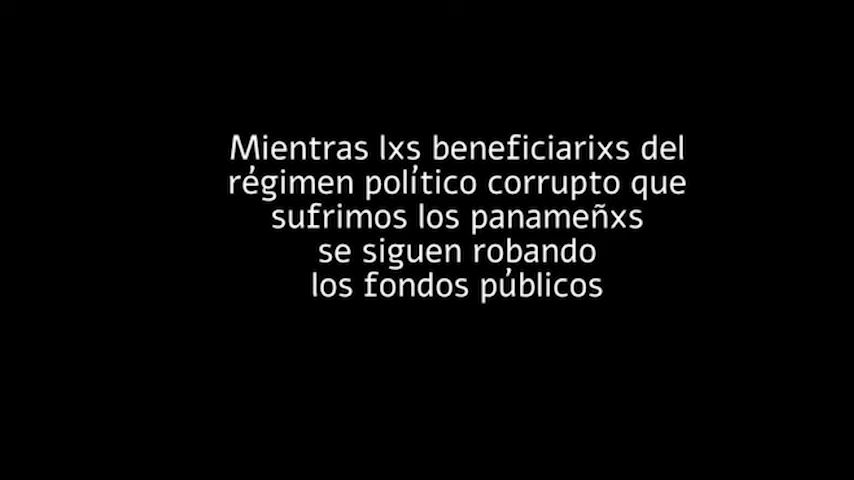 Mientras lxs beneficiarixs del
régimen político corrupto que
sufrimos los panameñxs
se siguen robando
los fondos públicos